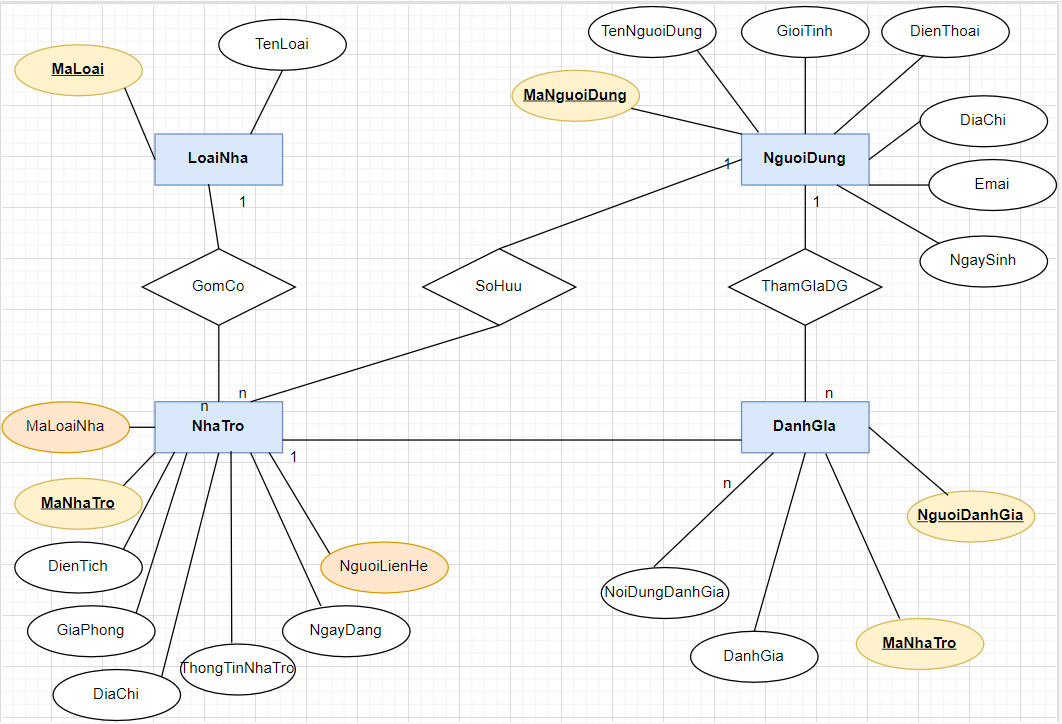 TenLoai
MaLoai
LoaiNha
1
GomCo
TenNguoiDung
GioiTinh
DienThoai
MaNguoiDung
DiaChi
Emai
NgaySinh
NguoiDung
1
1
SoHuu
ThamGIaDG
n
n
n
MaLoaiNha
NhaTro
1
DanhGIa
n
MaNhaTro
DienTich
GiaPhong
DiaChi
ThongTinNhaTro
NgayDang
NguoiLienHe
NoiDungDanhGia
DanhGia
MaNhaTro
NguoiDanhGia